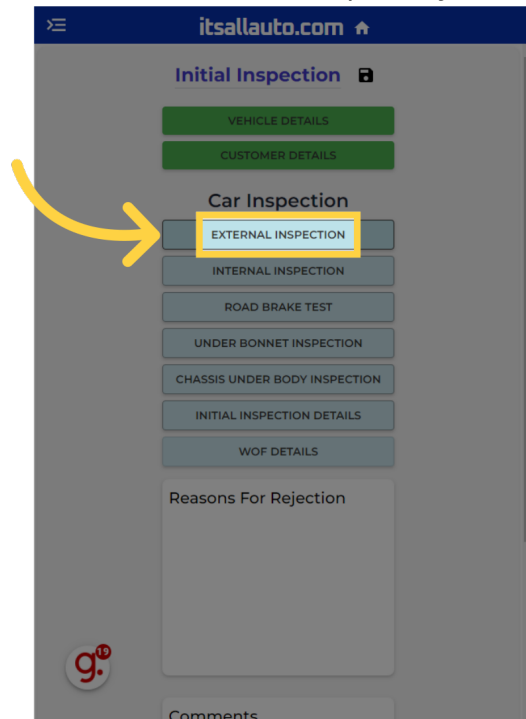 itsallauto.com
Initial Inspection
VEHICLE DETAILS
CUSTOMER DETAILS
Car Inspection
EXTERNAL INSPECTION
INTERNAL INSPECTION
ROAD BRAKE TEST
UNDER BONNET INSPECTION
CHASSIS UNDER BODY INSPECTION
INITIAL INSPECTION DETAILS
WOF DETAILS
Reasons For Rejection
g.
19
Comments